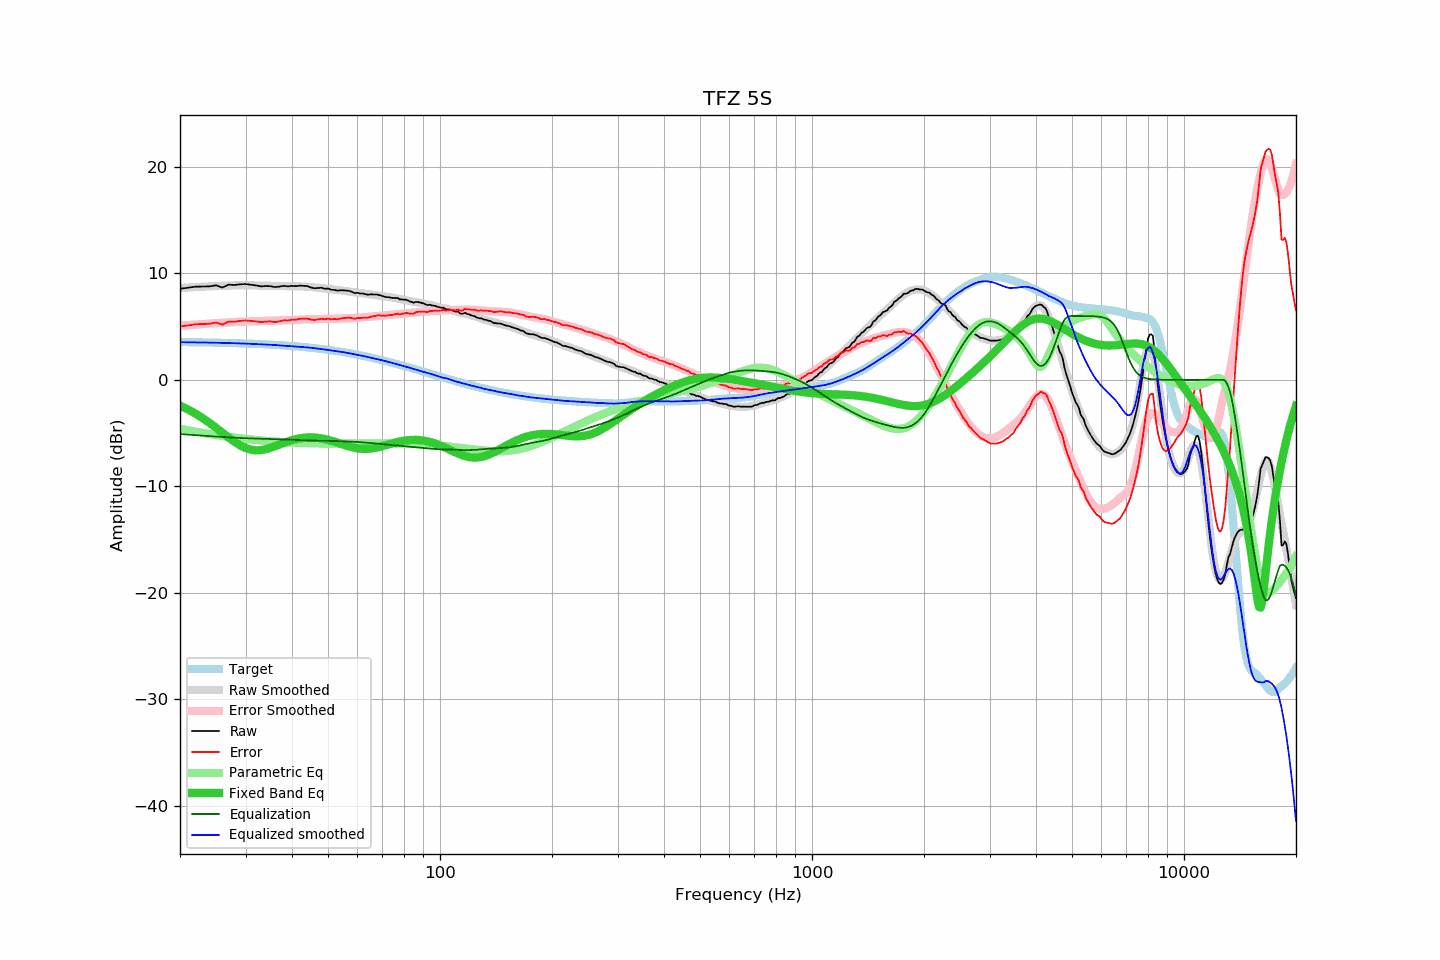 TFZ 5S
20
10
0
−10
−20
−30
−40
Amplitude (dBr)
100
1000
10000
Frequency (Hz)
Target
Raw Smoothed
Error Smoothed
Raw
Error
Parametric Eq
Fixed Band Eq
Equalization
Equalized smoothed